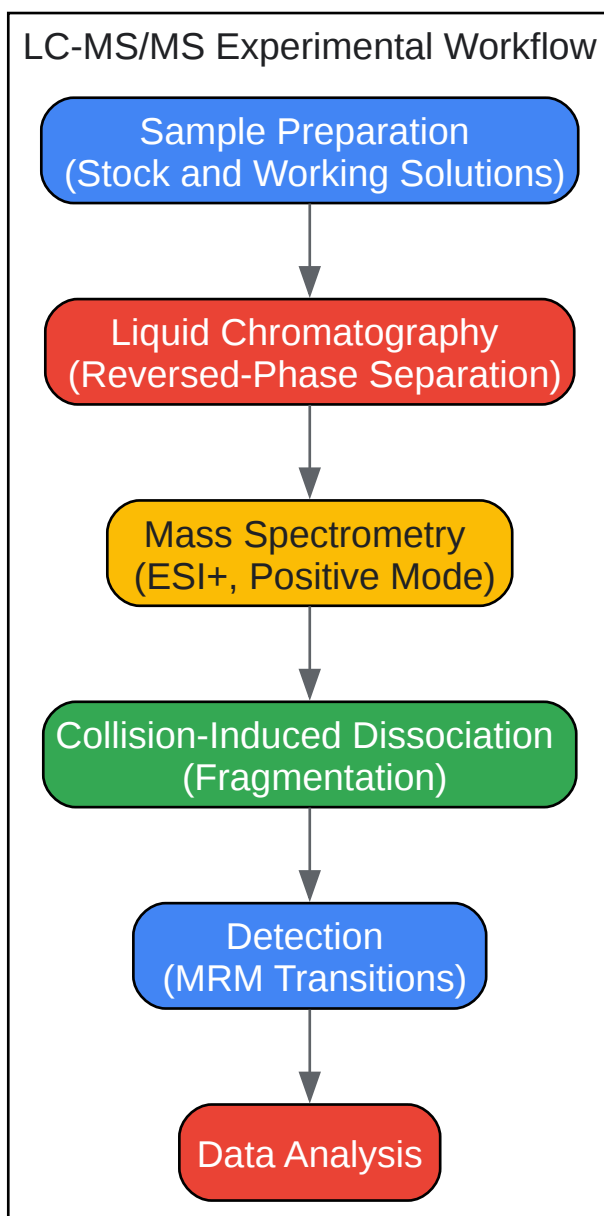 LC-MS/MS Experimental Workflow
Sample Preparation
(Stock and Working Solutions)
Liquid Chromatography
(Reversed-Phase Separation)
Mass Spectrometry
(ESI+, Positive Mode)
Collision-Induced Dissociation
(Fragmentation)
Detection
(MRM Transitions)
Data Analysis